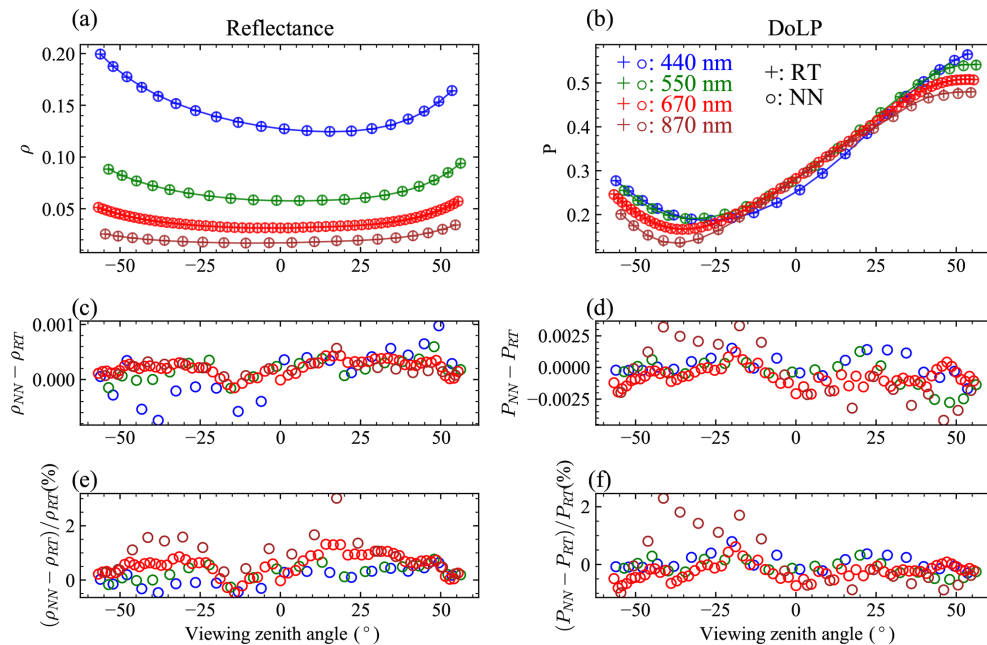 (a)
Reflectance
(b)
DoLP
0.20
0.15
0.10
0.05
ρ
−50
−25
0
25
50
+ ○: 440 nm
+ ○: 550 nm
+ ○: 670 nm
+ ○: 870 nm
+: RT
○: NN
0.5
0.4
0.3
0.2
P
−50
−25
0
25
50
(c)
0.001
0.000
ρNN − ρRT
−50
−25
0
25
50
(d)
0.0025
0.0000
−0.0025
PNN − PRT
−50
−25
0
25
50
(e)
2
0
(ρNN − ρRT)/ρRT(%)
−50
−25
0
25
50
Viewing zenith angle (°)
(f)
2
0
(PNN − PRT)/PRT(%)
−50
−25
0
25
50
Viewing zenith angle (°)